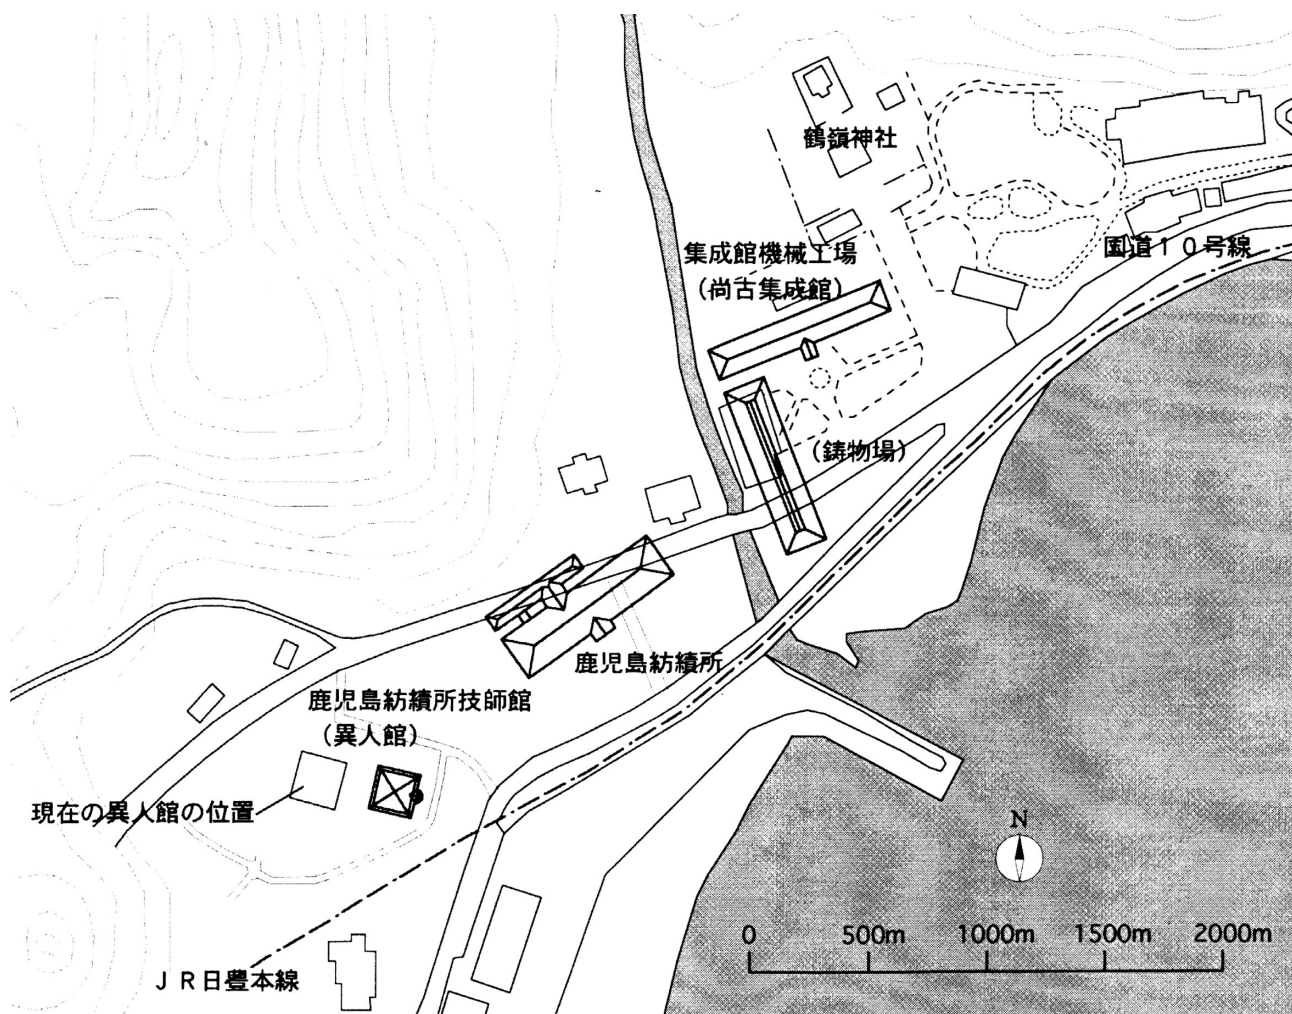 鶴嶺神社
国道１０号線
集成館機械工場
（尚古集成館）
（鋳物場）
鹿児島紡績所
鹿児島紡績所技師館
（異人館）
現在の異人館の位置
ＪＲ日豊本線
N
0 500m 1000m 1500m 2000m